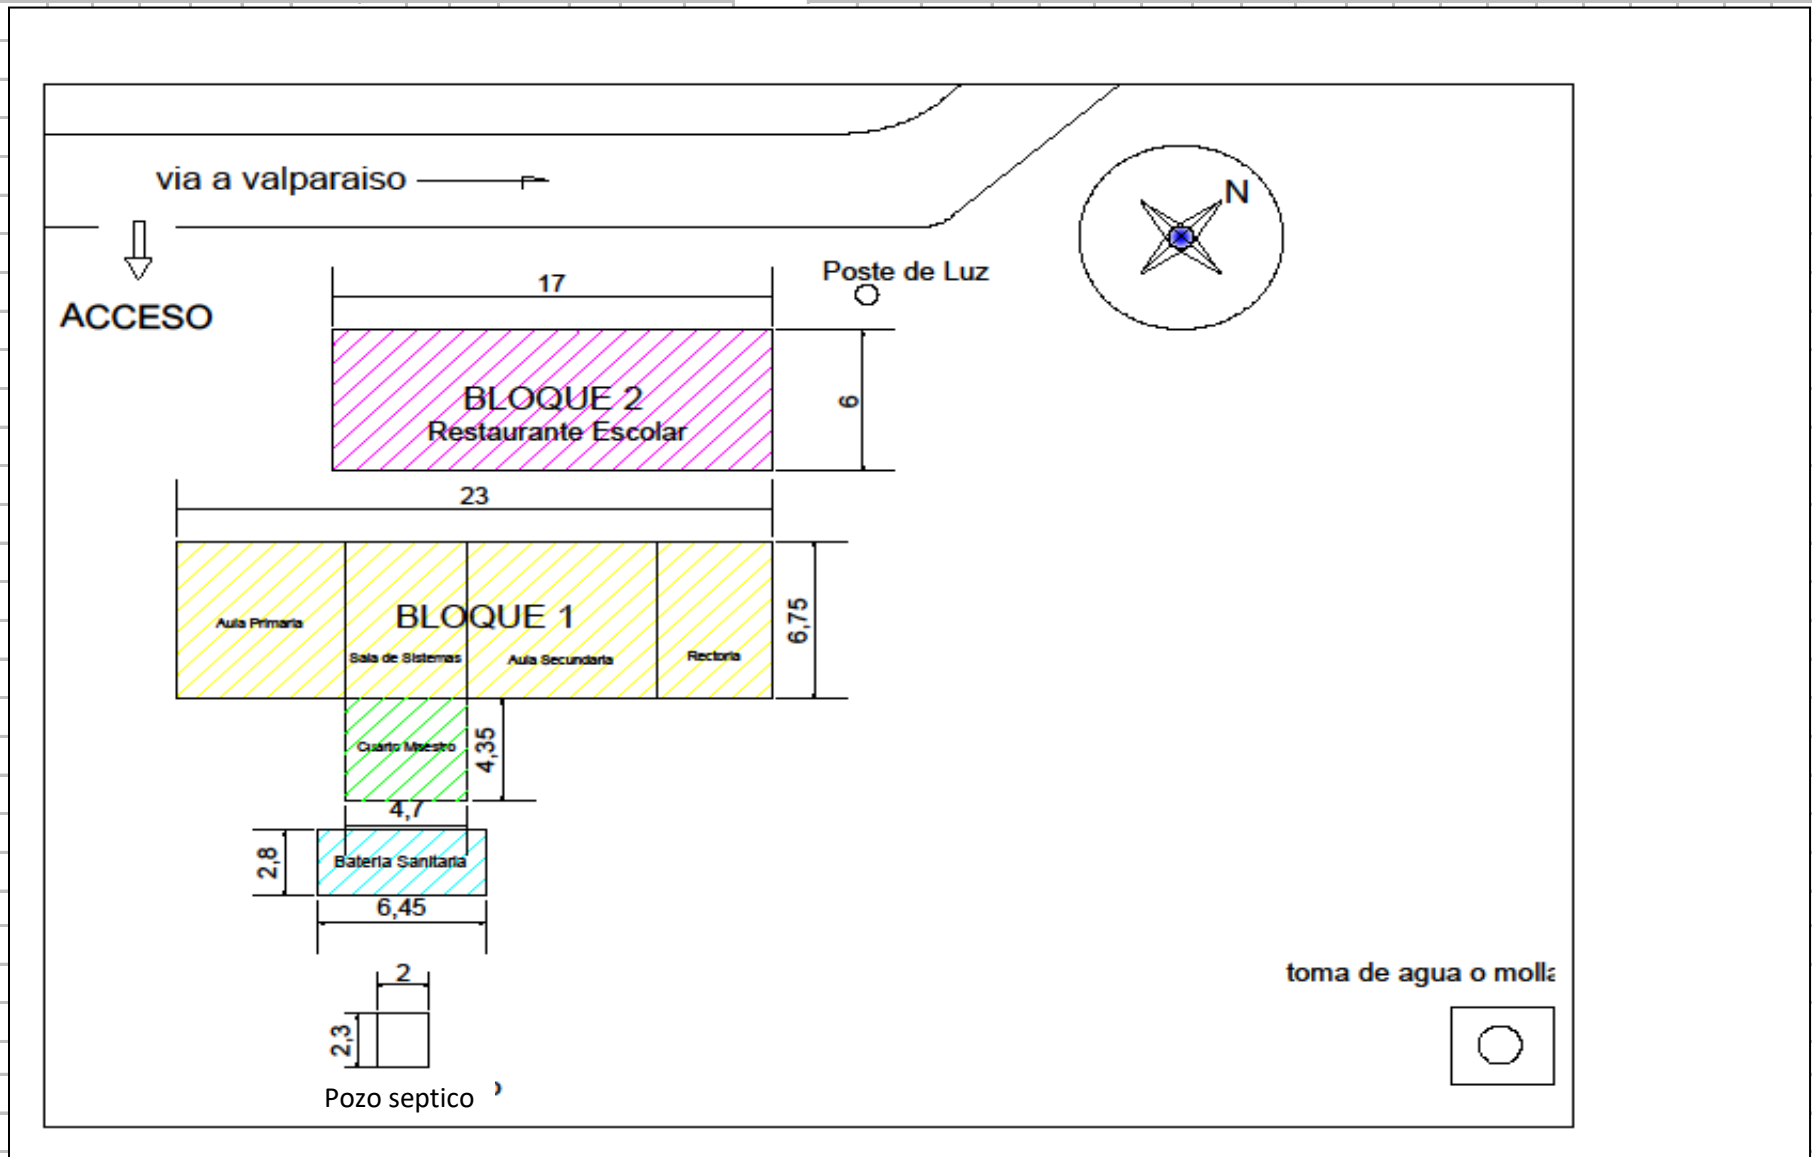 via a valparaiso
N
Poste de Luz
ACCESO
17
BLOQUE 2
Restaurante Escolar
6
23
BLOQUE 1
Aula Primaria
Sala de Sistemas
Aula Secundaria
Rectoria
6,75
Cuarto Maestro
4,35
4,7
2,8
Bateria Sanitaria
6,45
2
toma de agua o molla
2,3
Pozo septico